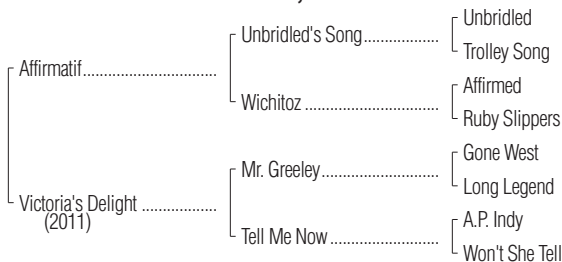 Unbridled
Unbridled's Song..................
Trolley Song
Affirmatif................................
Affirmed
Wichitoz ................................
Ruby Slippers
Gone West
Mr. Greeley............................
Long Legend
Victoria's Delight ..................
(2011)
A.P. Indy
Tell Me Now..........................
Won't She Tell